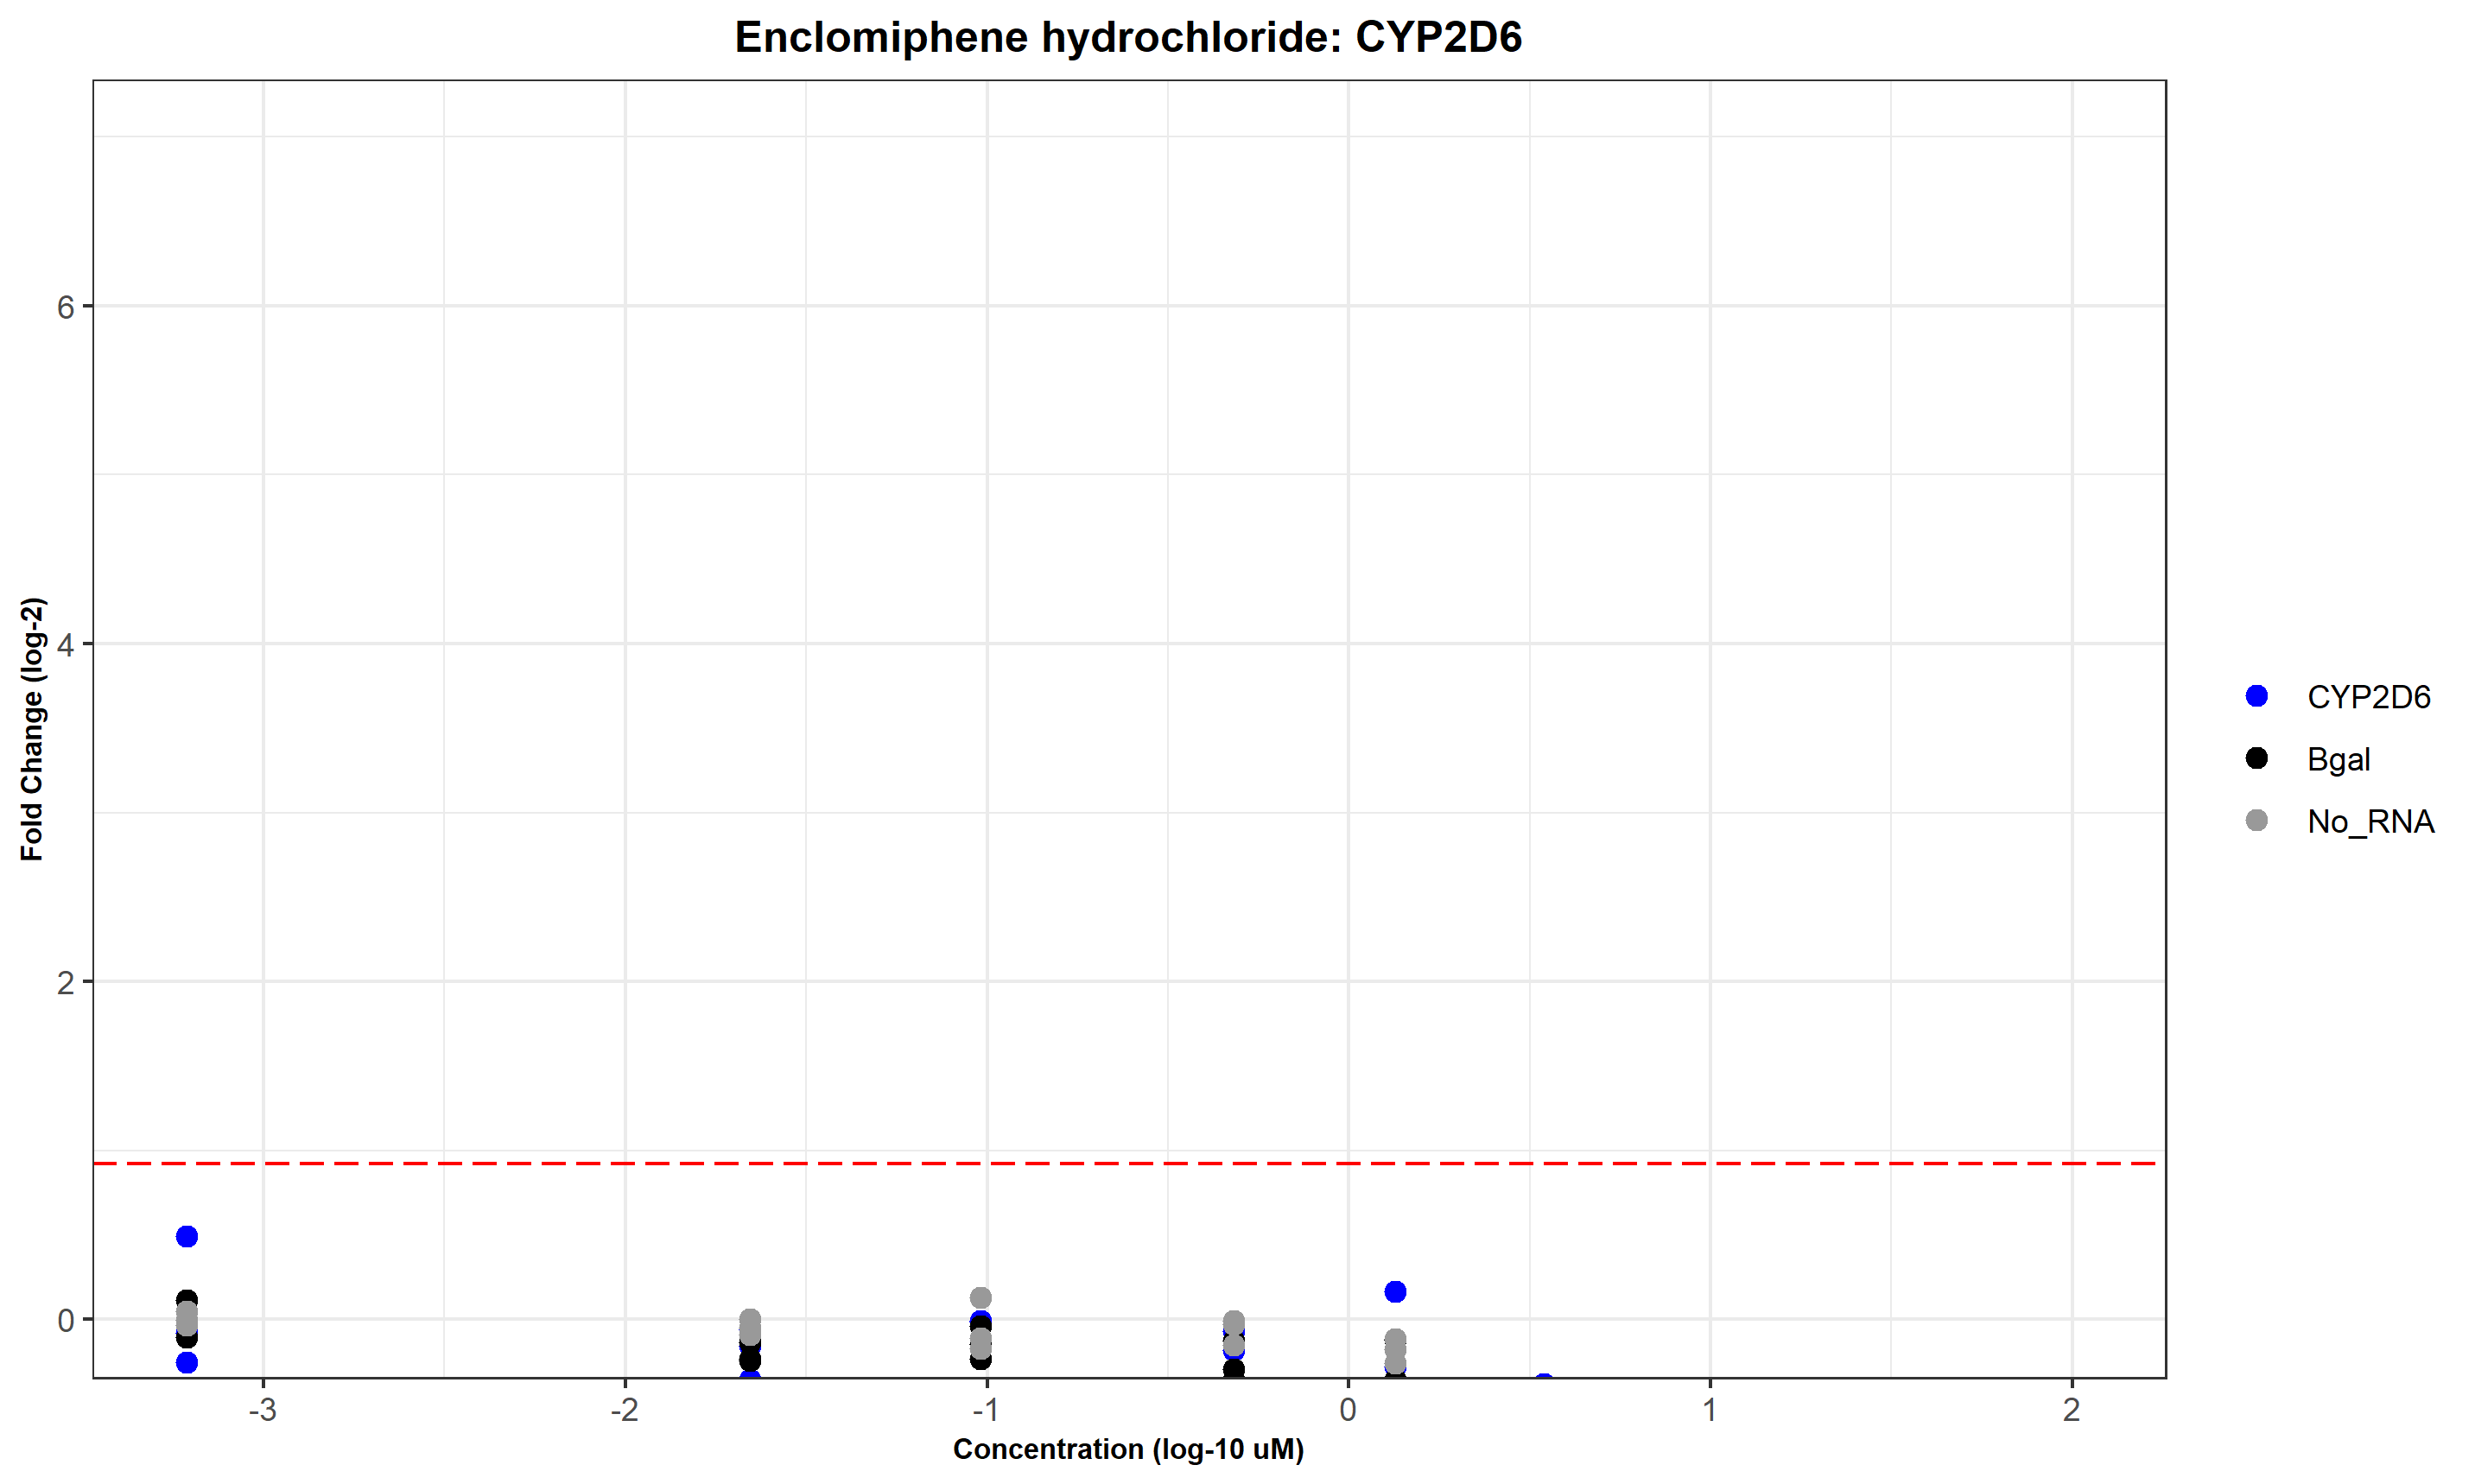 Enclomiphene hydrochloride: CYP2D6
Fold Change (log-2)
6
4
2
0
-3
-2
-1
0
1
2
Concentration (log-10 uM)
CYP2D6
Bgal
No_RNA